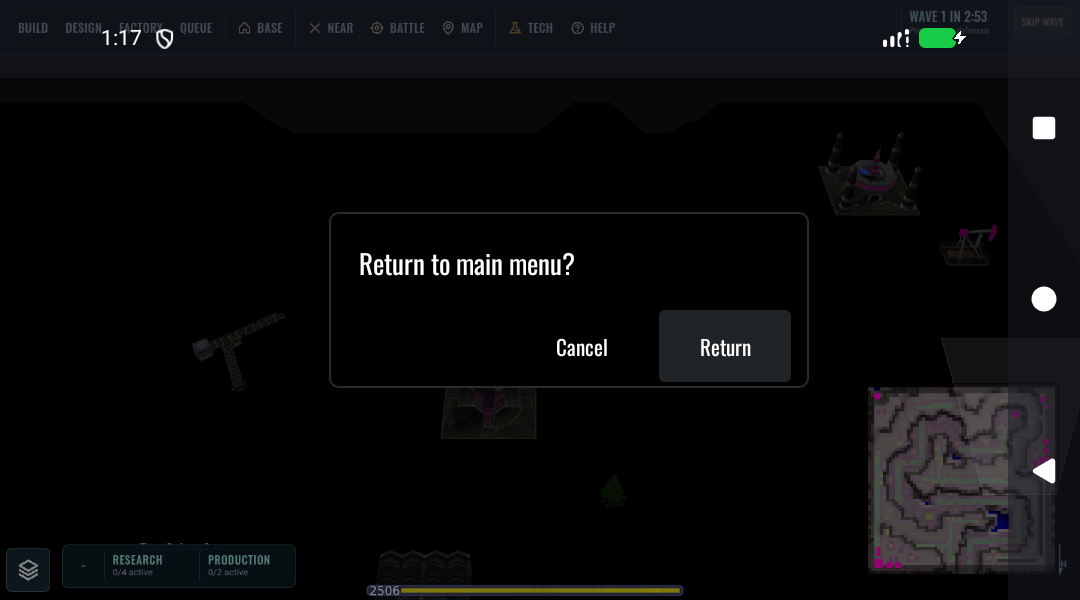 BUILD DESIGN FACTORY QUEUE BASE NEAR BATTLE MAP TECH HELP
WAVE 1 IN 2:53
SKIP WAVE
1:17
Return to main menu?
Cancel Return
- RESEARCH PRODUCTION
0/4 active 0/2 active
2506